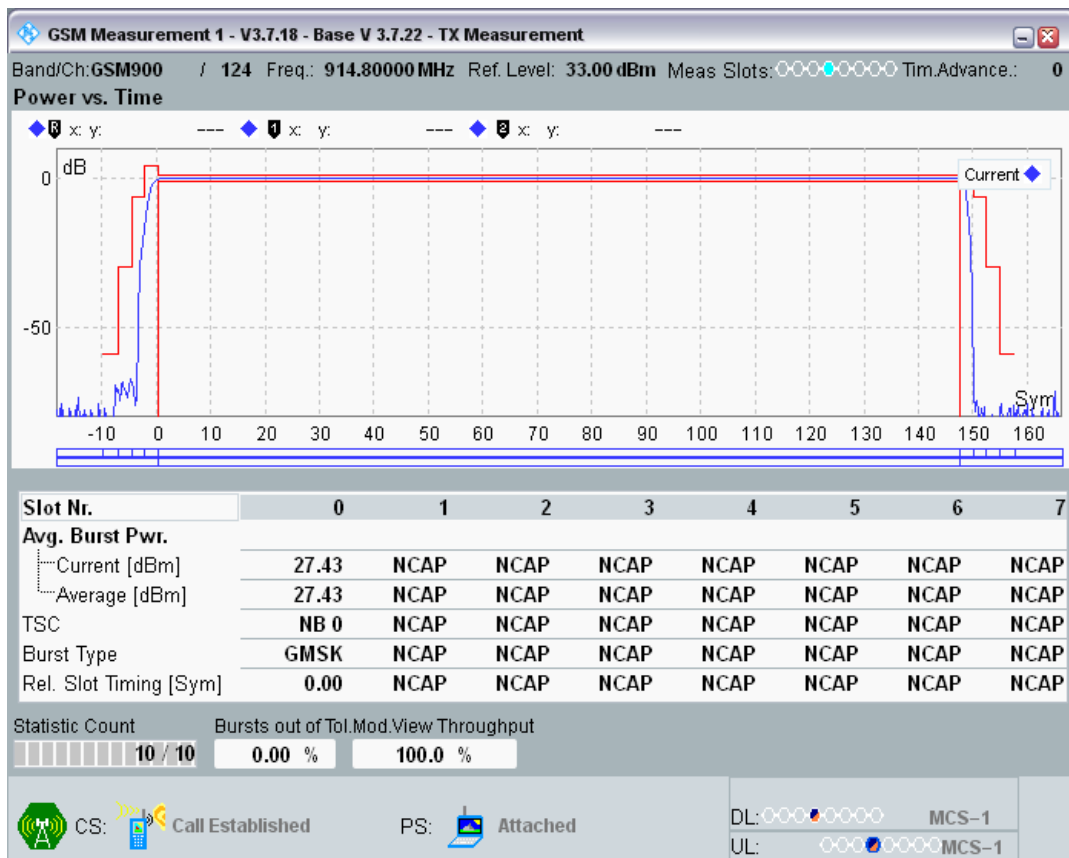 GSM Measurement 1 - V3.7.18 - Base V 3.7.22 - TX Measurement
Band/Ch:GSM900 / 124 Freq.: 914.80000 MHz Ref. Level: 33.00 dBm Meas Slots: Tim.Advance.: 0
Power vs. Time
R x: y: --- 1 x: y: --- 2 x: y: ---
dB
0
Current
-50
Sym
-10 0 10 20 30 40 50 60 70 80 90 100 110 120 130 140 150 160
Slot Nr. 0 1 2 3 4 5 6 7
Avg. Burst Pwr.
Current [dBm] 27.43 NCAP NCAP NCAP NCAP NCAP NCAP NCAP
Average [dBm] 27.43 NCAP NCAP NCAP NCAP NCAP NCAP NCAP
TSC NB 0 NCAP NCAP NCAP NCAP NCAP NCAP NCAP
Burst Type GMSK NCAP NCAP NCAP NCAP NCAP NCAP NCAP
Rel. Slot Timing [Sym] 0.00 NCAP NCAP NCAP NCAP NCAP NCAP NCAP
Statistic Count Bursts out of Tol.Mod.View Throughput
10 / 10 0.00 % 100.0 %
CS: Call Established PS: Attached DL: MCS-1
UL: MCS-1